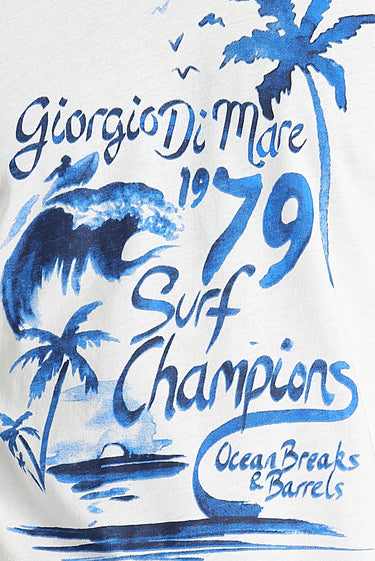 Giorgio Di Mare
1979
Surf
Champions
Ocean Breaks
& Barrels